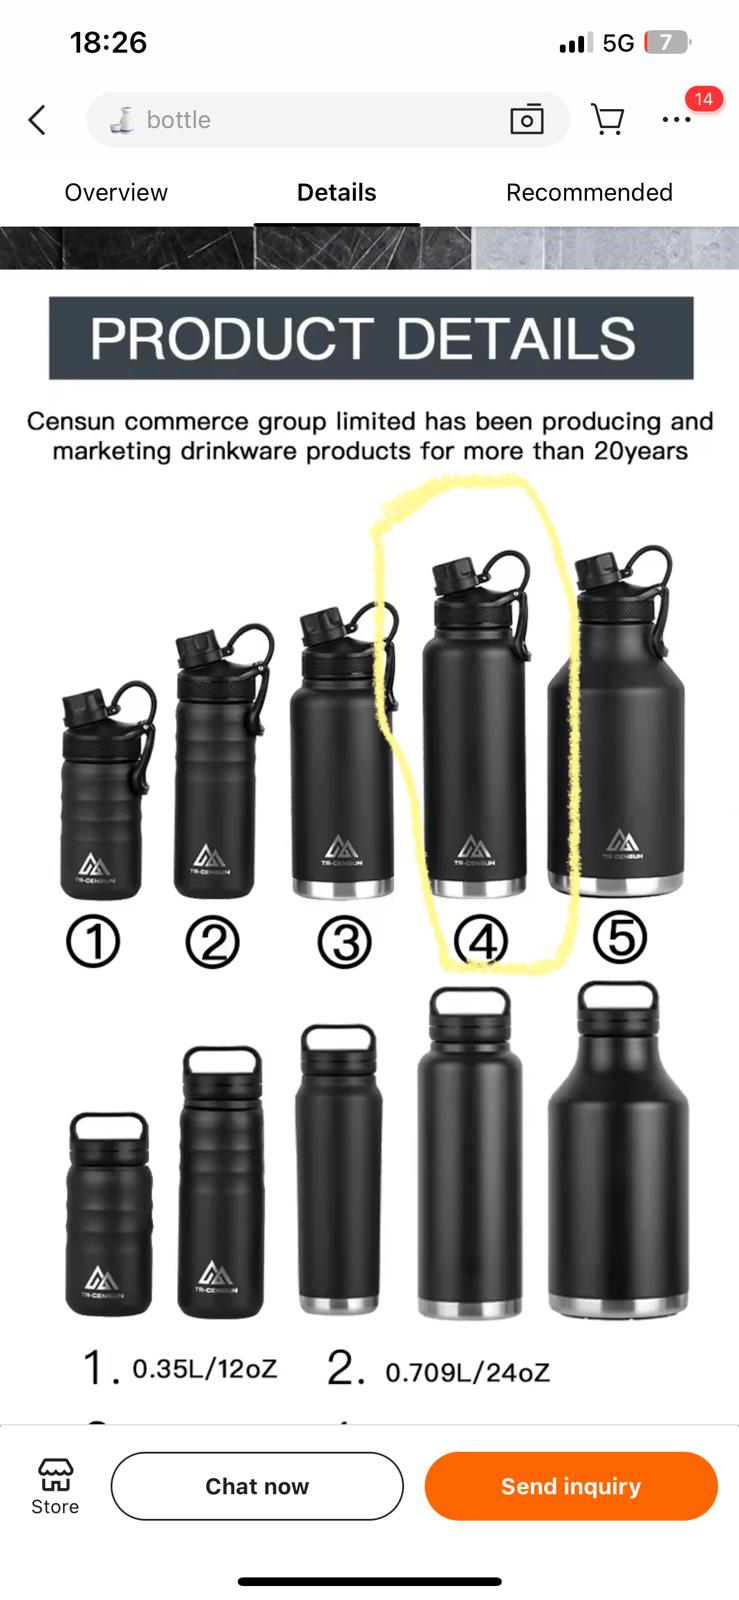 18:26
5G
7
bottle
14
Overview
Details
Recommended
PRODUCT DETAILS
Censun commerce group limited has been producing and
marketing drinkware products for more than 20years
TR-CENSUN
TR-CENSUN
TR-CENSUN
TR-CENSUN
TR-CENSUN
① ② ③ ④ ⑤
TR-CENSUN
TR-CENSUN
1. 0.35L/12oZ 2. 0.709L/24oZ
Store
Chat now
Send inquiry